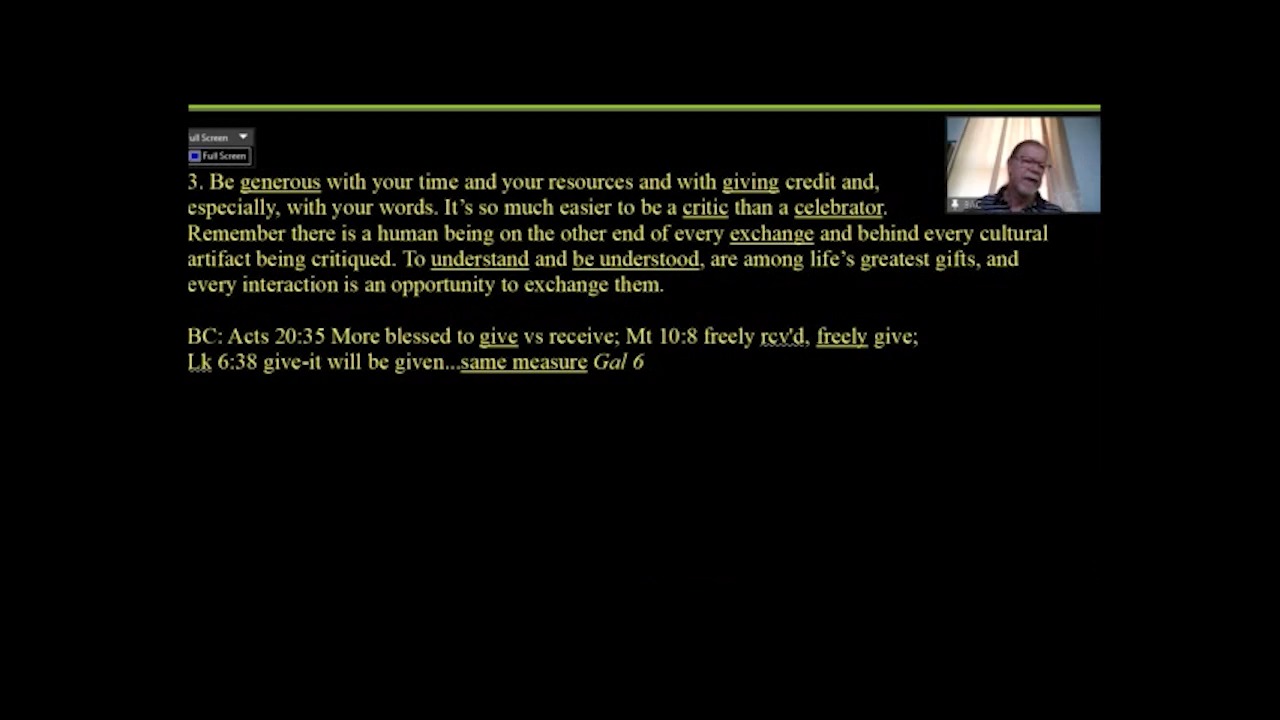 ull Screen
Full Screen
3. Be generous with your time and your resources and with giving credit and,
especially, with your words. It’s so much easier to be a critic than a celebrator.
Remember there is a human being on the other end of every exchange and behind every cultural
artifact being critiqued. To understand and be understood, are among life’s greatest gifts, and
every interaction is an opportunity to exchange them.
BC: Acts 20:35 More blessed to give vs receive; Mt 10:8 freely rcv'd, freely give;
Lk 6:38 give-it will be given...same measure Gal 6
BAC